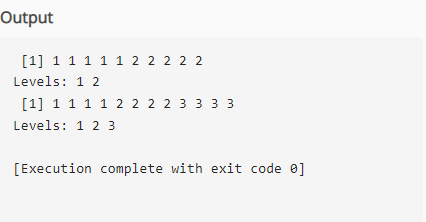 Output
[1] 1 1 1 1 1 2 2 2 2 2
Levels: 1 2
[1] 1 1 1 1 2 2 2 2 3 3 3 3
Levels: 1 2 3
[Execution complete with exit code 0]